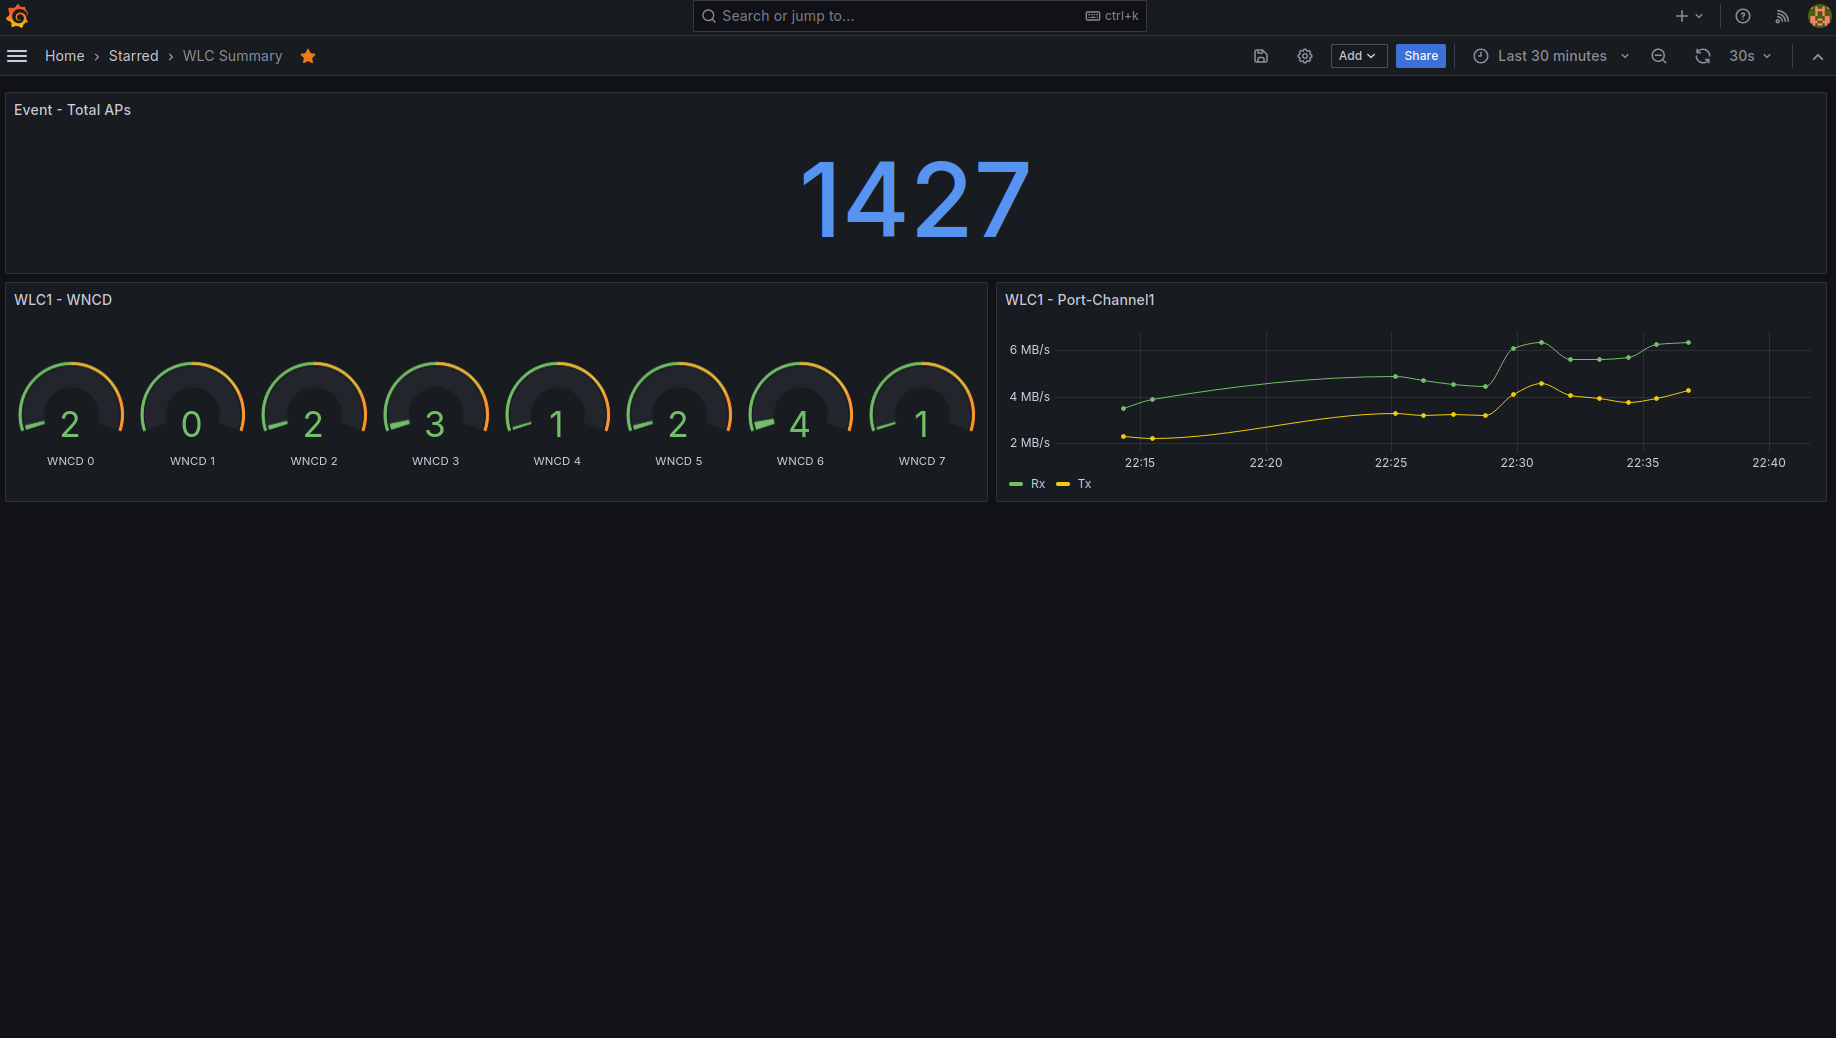 Search or jump to...
ctrl+k
Home › Starred › WLC Summary
Add
Share
Last 30 minutes
30s
Event - Total APs
1427
WLC1 - WNCD
2
0
2
3
1
2
4
1
WNCD 0
WNCD 1
WNCD 2
WNCD 3
WNCD 4
WNCD 5
WNCD 6
WNCD 7
WLC1 - Port-Channel1
6 MB/s
4 MB/s
2 MB/s
22:15
22:20
22:25
22:30
22:35
22:40
Rx
Tx